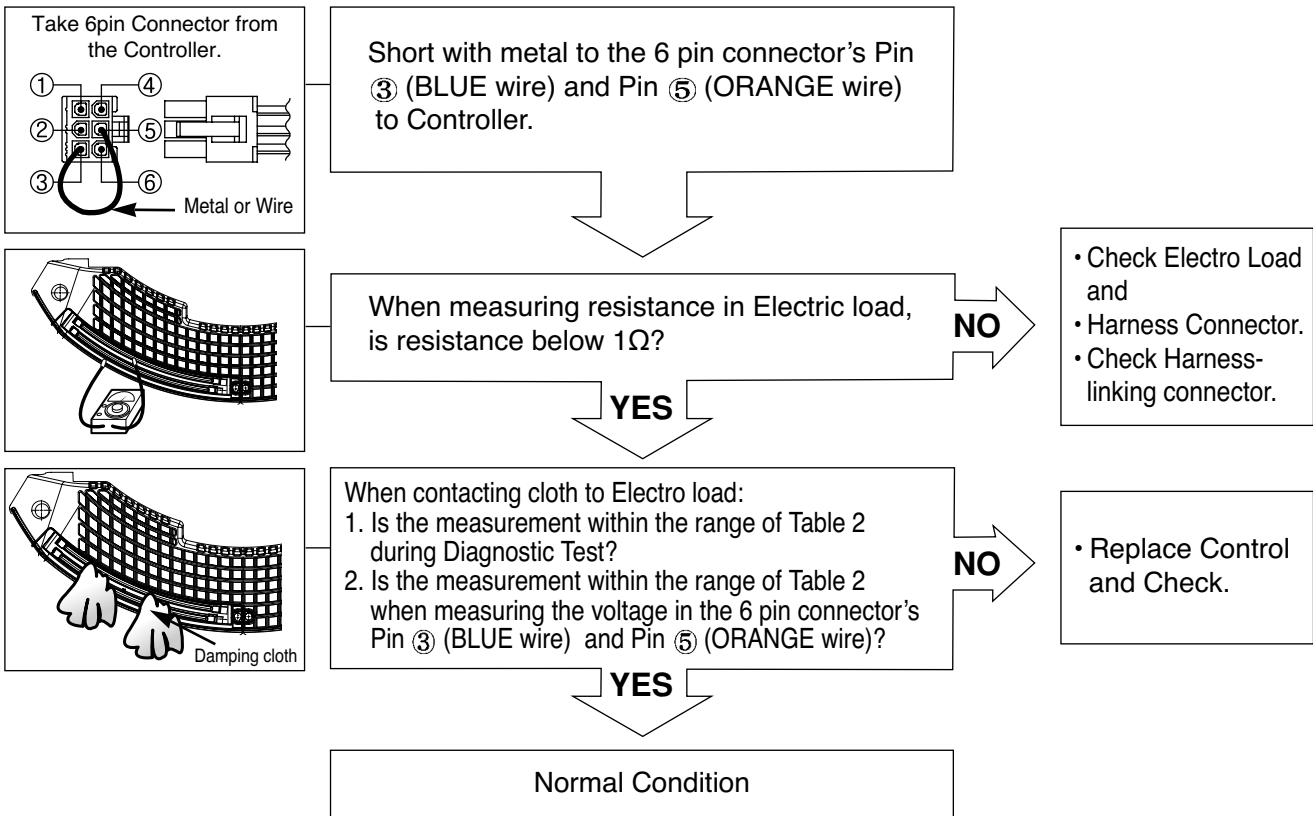 Take 6pin Connector from
the Controller.
① ④
② ⑤
③ ⑥
Metal or Wire
Short with metal to the 6 pin connector’s Pin
③ (BLUE wire) and Pin ⑤ (ORANGE wire)
to Controller.
When measuring resistance in Electric load,
is resistance below 1Ω?
NO
• Check Electro Load
and
• Harness Connector.
• Check Harness-
linking connector.
YES
Damping cloth
When contacting cloth to Electro load:
1. Is the measurement within the range of Table 2
during Diagnostic Test?
2. Is the measurement within the range of Table 2
when measuring the voltage in the 6 pin connector’s
Pin ③ (BLUE wire) and Pin ⑤ (ORANGE wire)?
NO
• Replace Control
and Check.
YES
Normal Condition